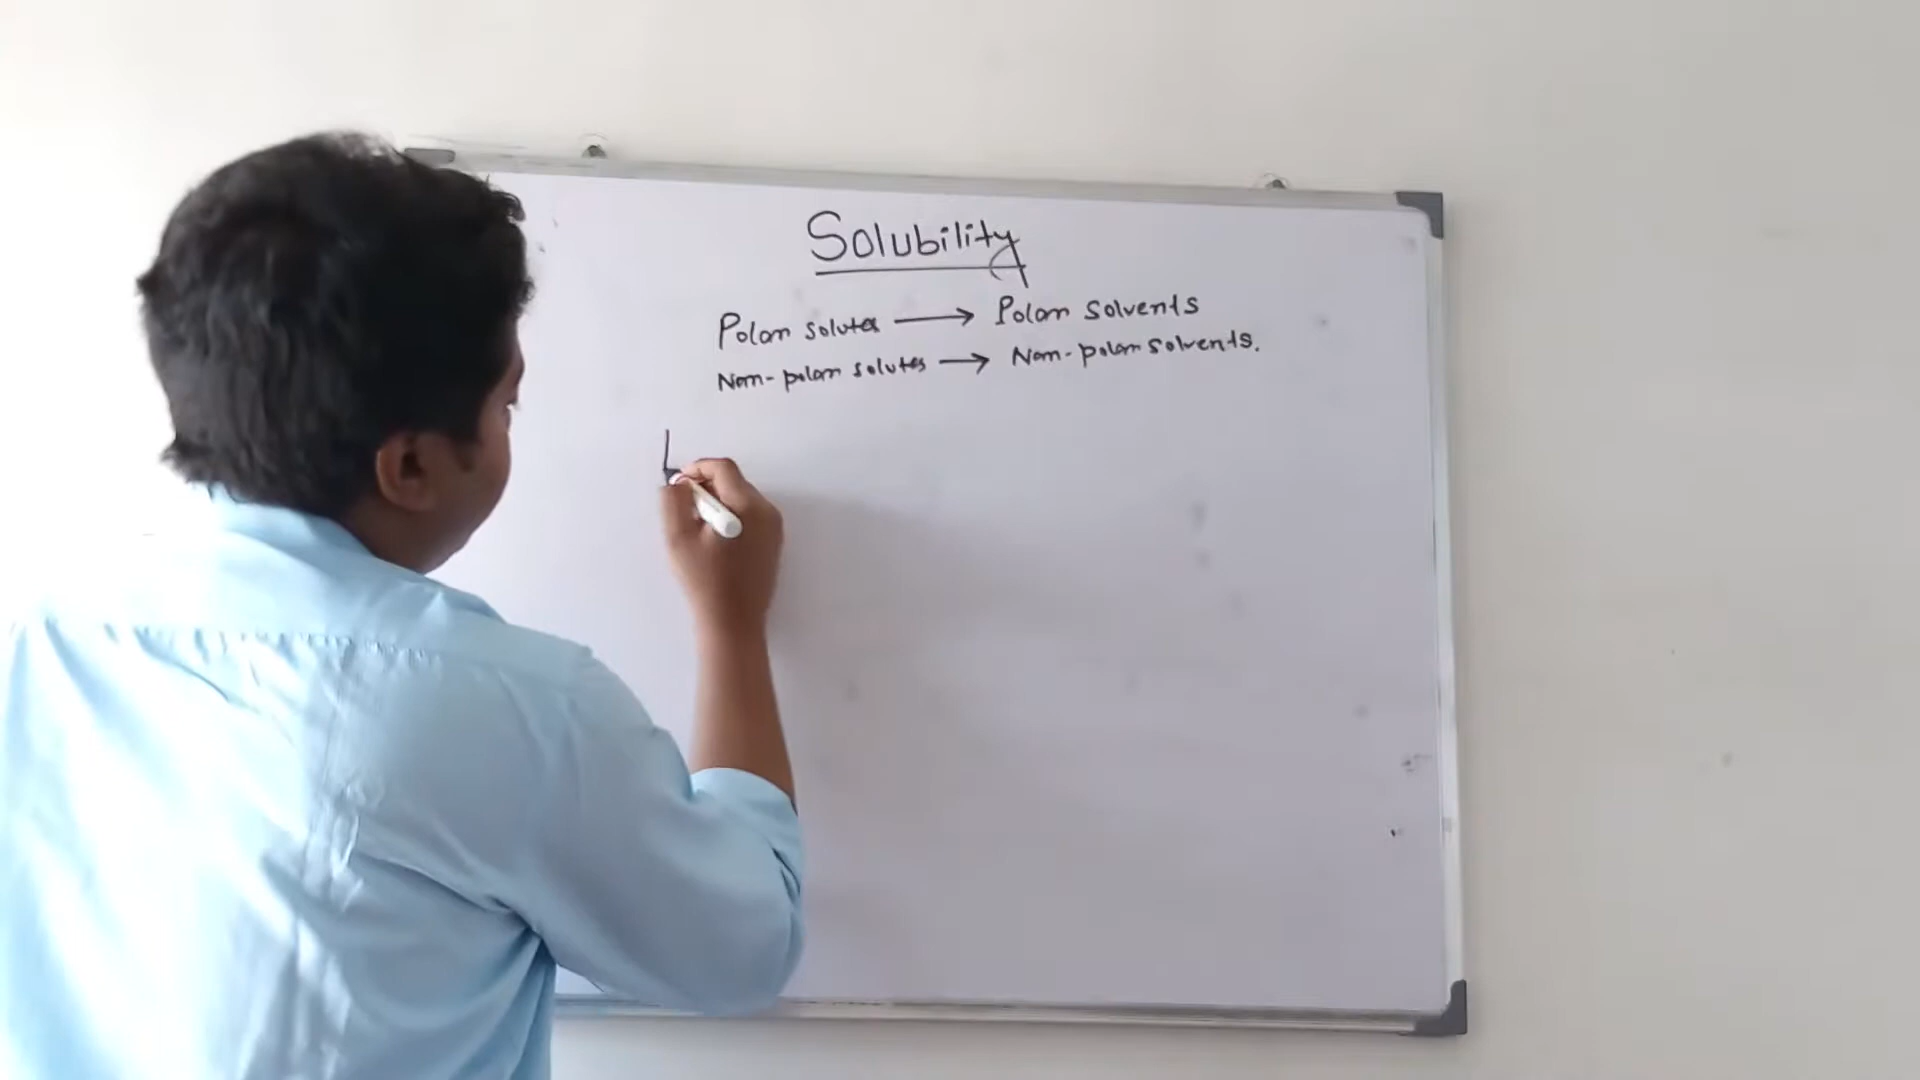 Solubility
Polar solutes → Polar solvents
Non-polar solutes → Non-polar solvents.